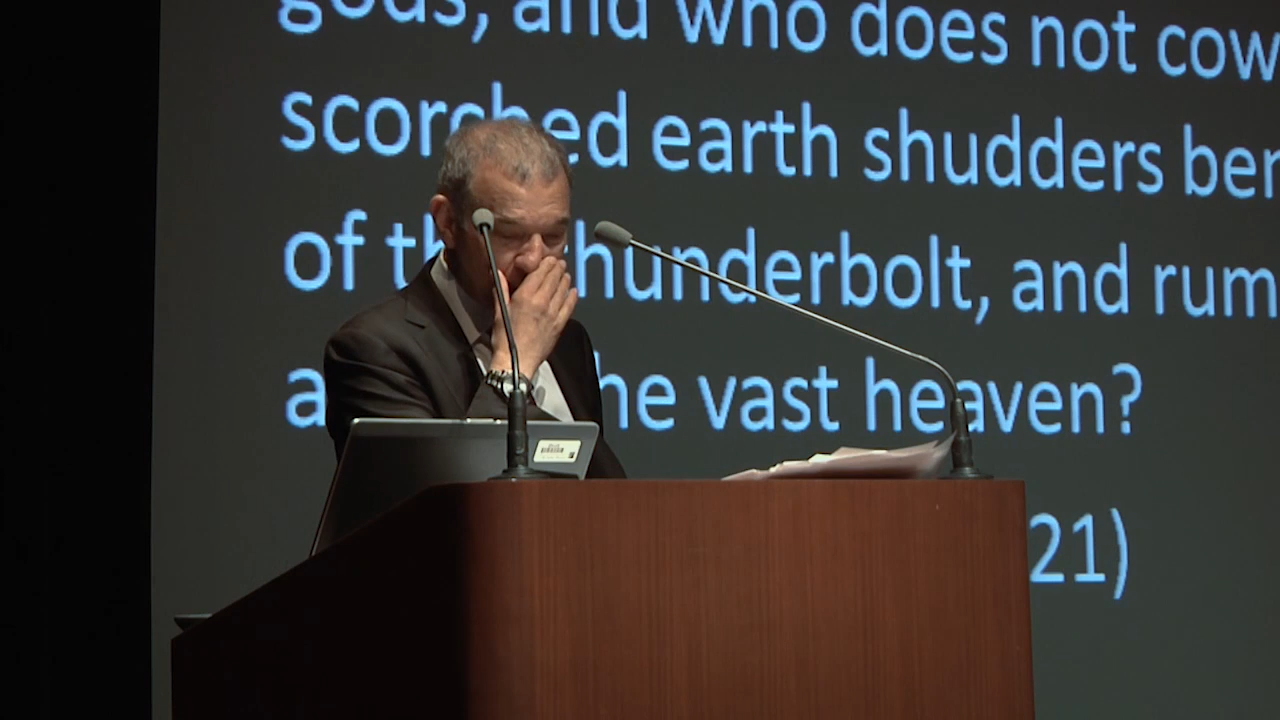 gods, and who does not cow
scorched earth shudders ben
of th thunderbolt, and rum
a he vast heaven?
21)